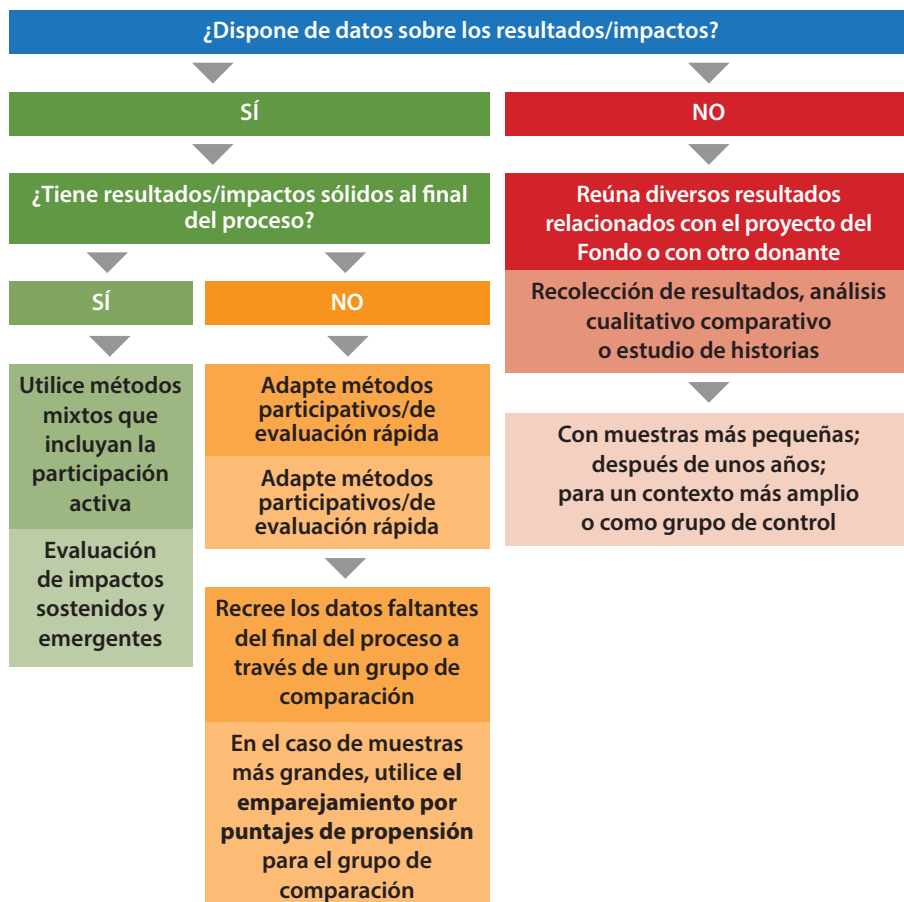 ¿Dispone de datos sobre los resultados/impactos?
SÍ
NO
¿Tiene resultados/impactos sólidos al final
del proceso?
SÍ
NO
Utilice métodos
mixtos que
incluyan la
participación
activa
Evaluación
de impactos
sostenidos y
emergentes
Adapte métodos
participativos/de
evaluación rápida
Adapte métodos
participativos/de
evaluación rápida
Recree los datos faltantes
del final del proceso a
través de un grupo de
comparación
En el caso de muestras
más grandes, utilice el
emparejamiento por
puntajes de propensión
para el grupo de
comparación
Reúna diversos resultados
relacionados con el proyecto del
Fondo o con otro donante
Recolección de resultados, análisis
cualitativo comparativo
o estudio de historias
Con muestras más pequeñas;
después de unos años;
para un contexto más amplio
o como grupo de control